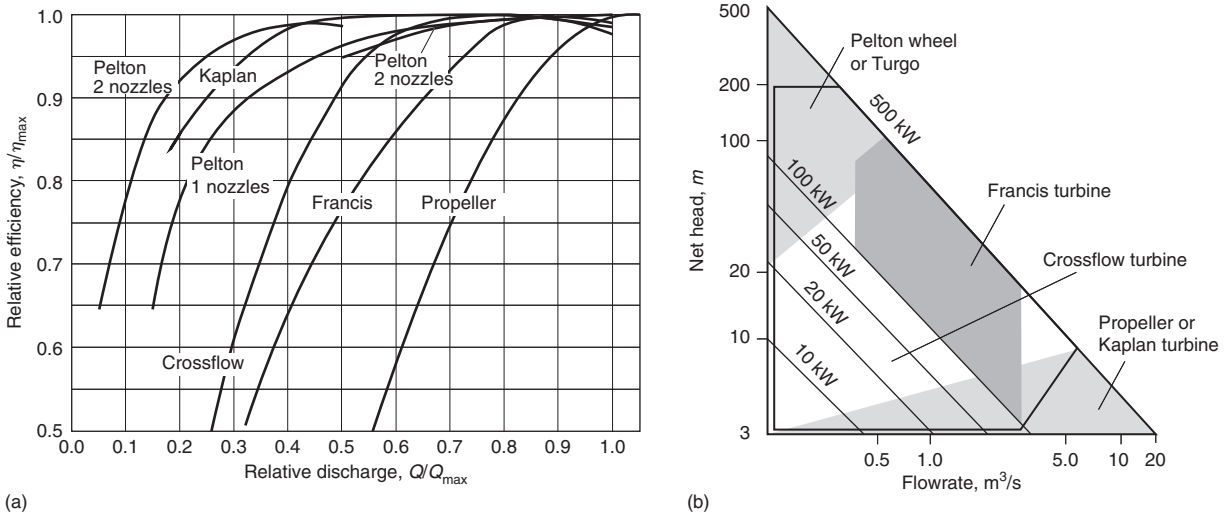 1.0
0.9
0.8
0.7
0.6
0.5
Relative efficiency, η/ηmax
Pelton
2 nozzles
Kaplan
Pelton
2 nozzles
Pelton
1 nozzles
Francis
Propeller
Crossflow
0.0
0.1
0.2
0.3
0.4
0.5
0.6
0.7
0.8
0.9
1.0
Relative discharge, Q/Qmax
(a)
500
200
100
20
10
3
Net head, m
Pelton wheel
or Turgo
500 kW
100 kW
50 kW
20 kW
10 kW
Francis turbine
Crossflow turbine
Propeller or
Kaplan turbine
0.5
1.0
5.0
10
20
Flowrate, m³/s
(b)